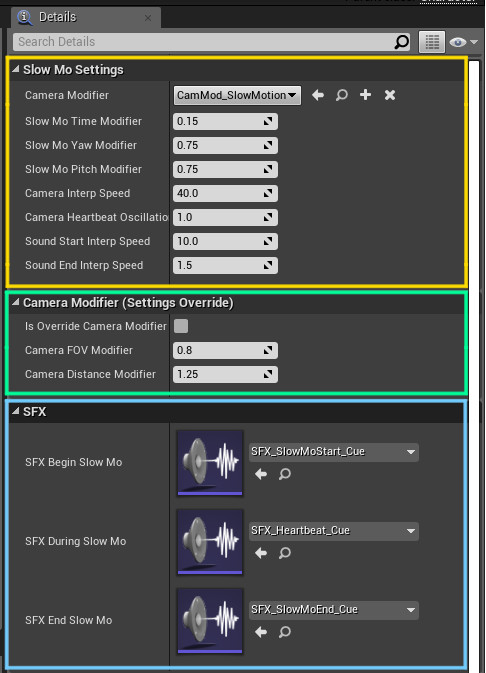 Details
Search Details
Slow Mo Settings
Camera Modifier CamMod_SlowMotion
Slow Mo Time Modifier 0.15
Slow Mo Yaw Modifier 0.75
Slow Mo Pitch Modifier 0.75
Camera Interp Speed 40.0
Camera Heartbeat Oscillatio 1.0
Sound Start Interp Speed 10.0
Sound End Interp Speed 1.5
Camera Modifier (Settings Override)
Is Override Camera Modifier
Camera FOV Modifier 0.8
Camera Distance Modifier 1.25
SFX
SFX Begin Slow Mo SFX_SlowMoStart_Cue
SFX During Slow Mo SFX_Heartbeat_Cue
SFX End Slow Mo SFX_SlowMoEnd_Cue